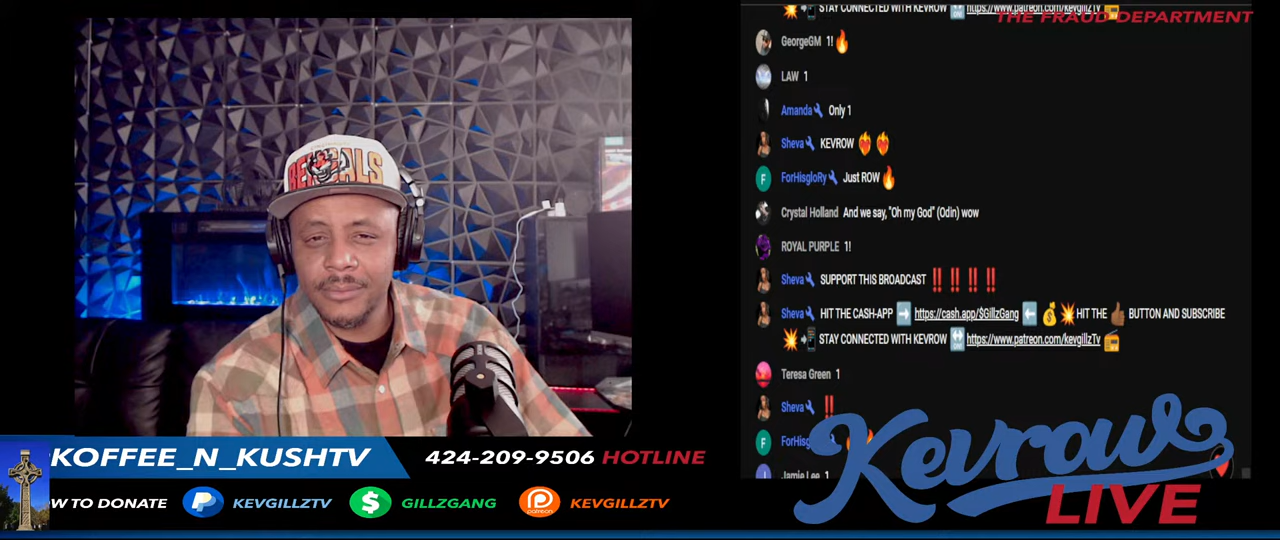 STAY CONNECTED WITH KEVROW https://www.patreon.com/kevgillzTv
THE FRAUD DEPARTMENT
GeorgeGM 1!
LAW 1
Amanda Only 1
Sheva KEVROW
ForHisgloRy Just ROW
Crystal Holland And we say, "Oh my God" (Odin) wow
ROYAL PURPLE 1!
Sheva SUPPORT THIS BROADCAST ‼️ ‼️ ‼️ ‼️
Sheva HIT THE CASH-APP ➡️ https://cash.app/$GillzGang ⬅️ HIT THE BUTTON AND SUBSCRIBE
STAY CONNECTED WITH KEVROW https://www.patreon.com/kevgillzTv
Teresa Green 1
Sheva ‼️
ForHisg
Jamie Lee 1
BENGALS
KOFFEE_N_KUSHTV
424-209-9506 HOTLINE
OW TO DONATE KEVGILLZTV GILLZGANG KEVGILLZTV
Kevrow
LIVE